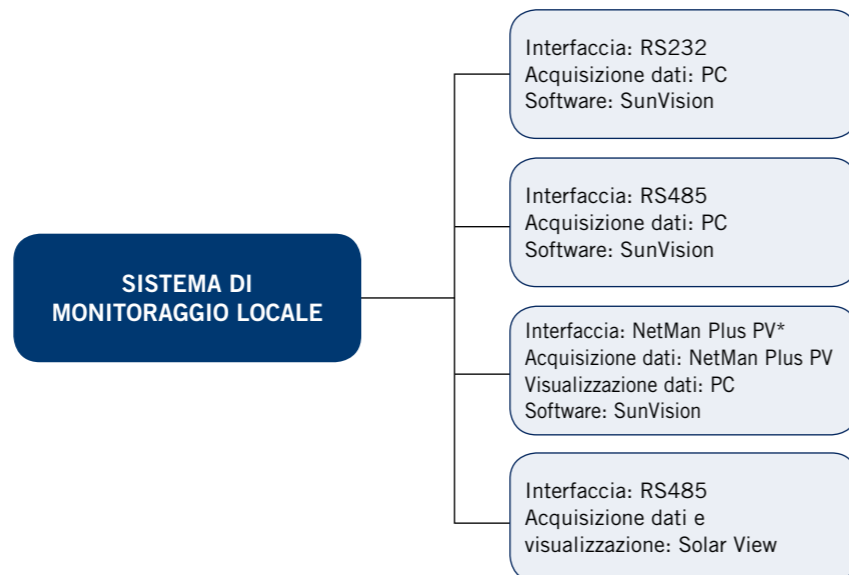 Interfaccia: RS232
Acquisizione dati: PC
Software: SunVision
Interfaccia: RS485
Acquisizione dati: PC
Software: SunVision
SISTEMA DI
MONITORAGGIO LOCALE
Interfaccia: NetMan Plus PV*
Acquisizione dati: NetMan Plus PV
Visualizzazione dati: PC
Software: SunVision
Interfaccia: RS485
Acquisizione dati e
visualizzazione: Solar View